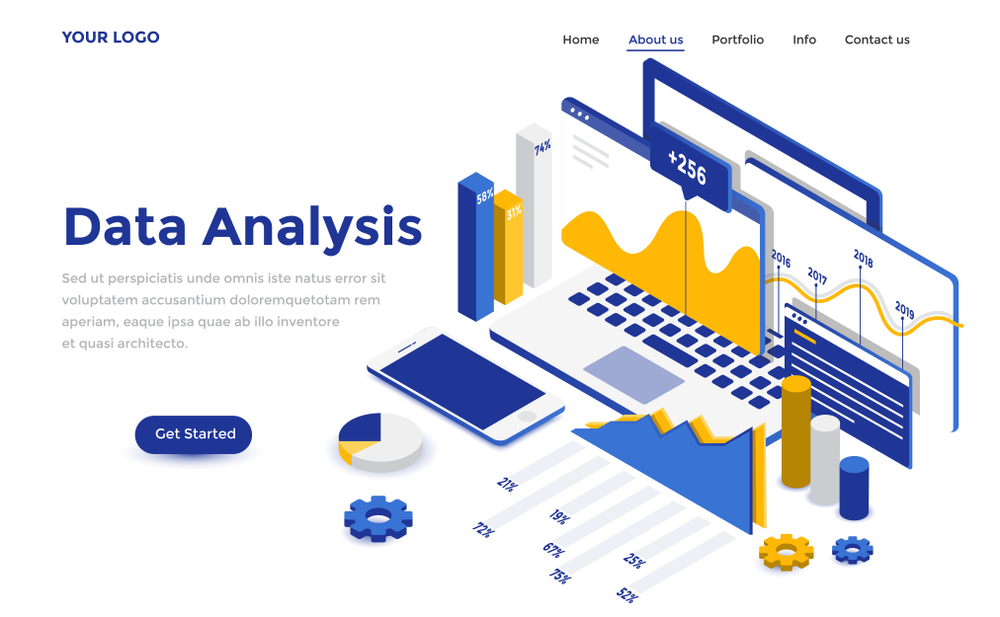 YOUR LOGO
Home About us Portfolio Info Contact us
74%
58%
31%
+256
2016
2017
2018
2019
Data Analysis
Sed ut perspiciatis unde omnis iste natus error sit
voluptatem accusantium doloremquetotam rem
aperiam, eaque ipsa quae ab illo inventore
et quasi architecto.
Get Started
21%
72%
19%
67%
75%
25%
52%